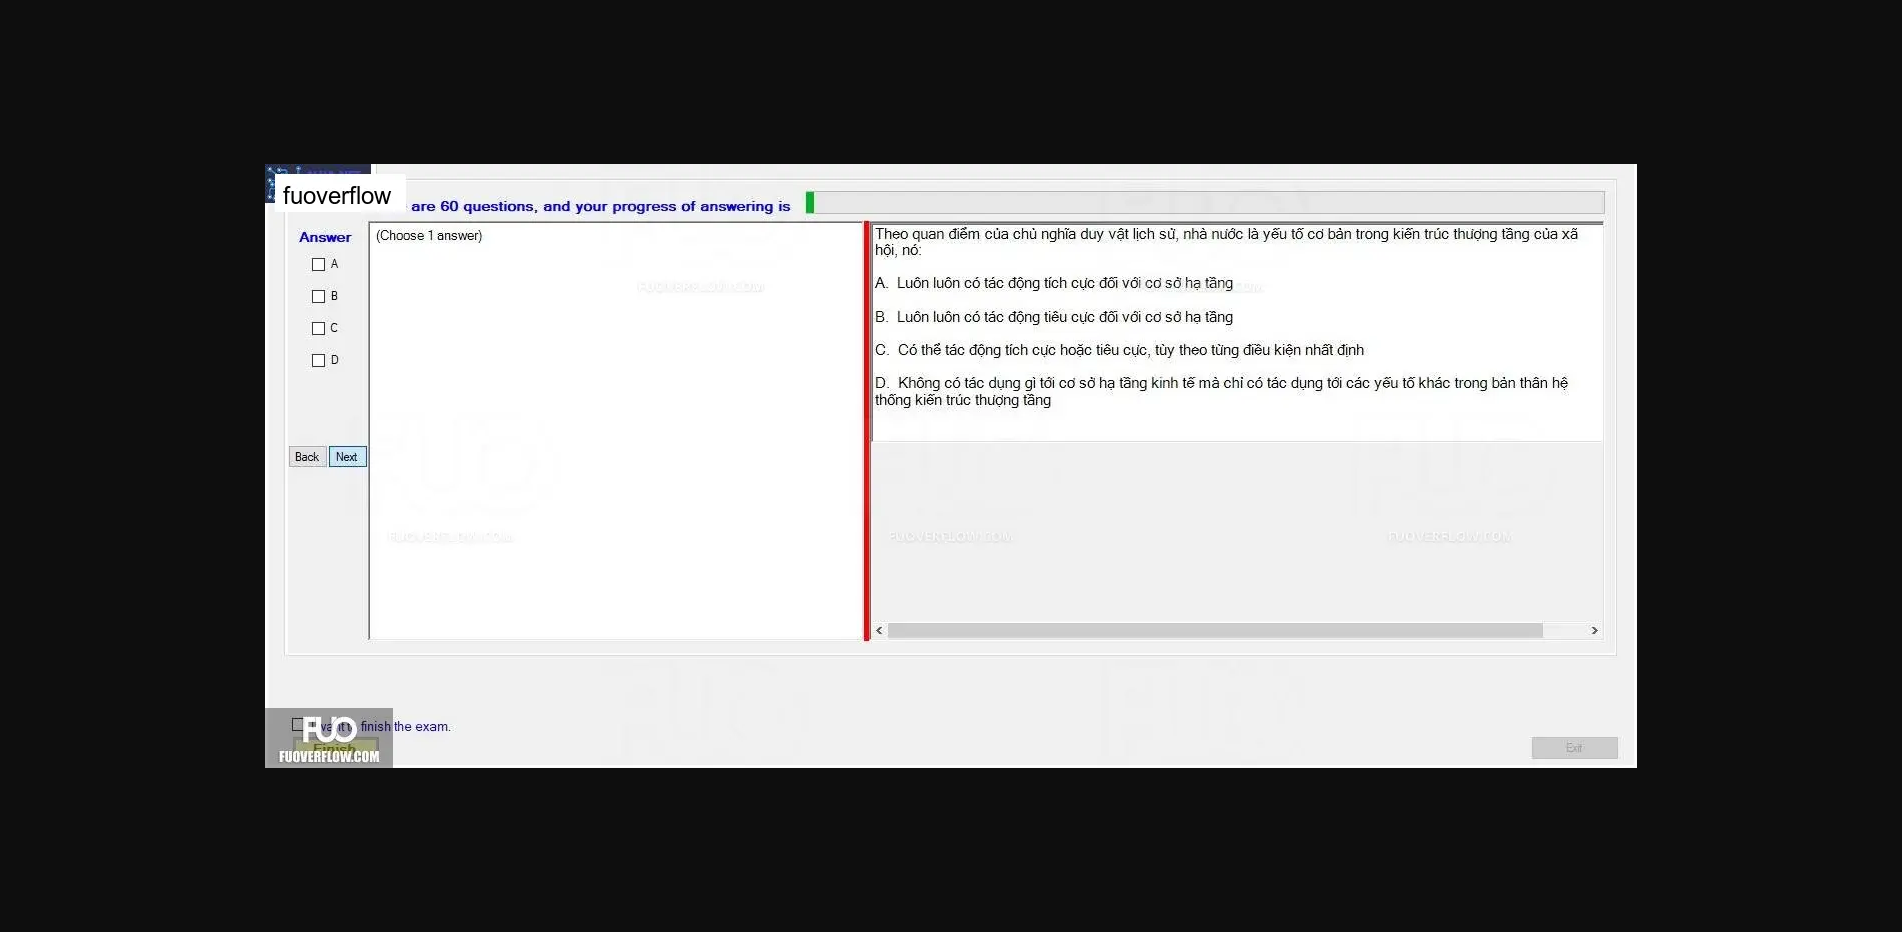 fuoverflow
are 60 questions, and your progress of answering is
Answer
A
B
C
D
Back
Next
(Choose 1 answer)
Theo quan điểm của chủ nghĩa duy vật lịch sử, nhà nước là yếu tố cơ bản trong kiến trúc thượng tầng của xã
hội, nó:
A. Luôn luôn có tác động tích cực đối với cơ sở hạ tầng
B. Luôn luôn có tác động tiêu cực đối với cơ sở hạ tầng
C. Có thể tác động tích cực hoặc tiêu cực, tùy theo từng điều kiện nhất định
D. Không có tác dụng gì tới cơ sở hạ tầng kinh tế mà chỉ có tác dụng tới các yếu tố khác trong bản thân hệ
thống kiến trúc thượng tầng
FUOVERFLOW.COM
FUOVERFLOW.COM
FUOVERFLOW.COM
FUOVERFLOW.COM
I want to finish the exam.
FUO
Finish
FUOVERFLOW.COM
Exit